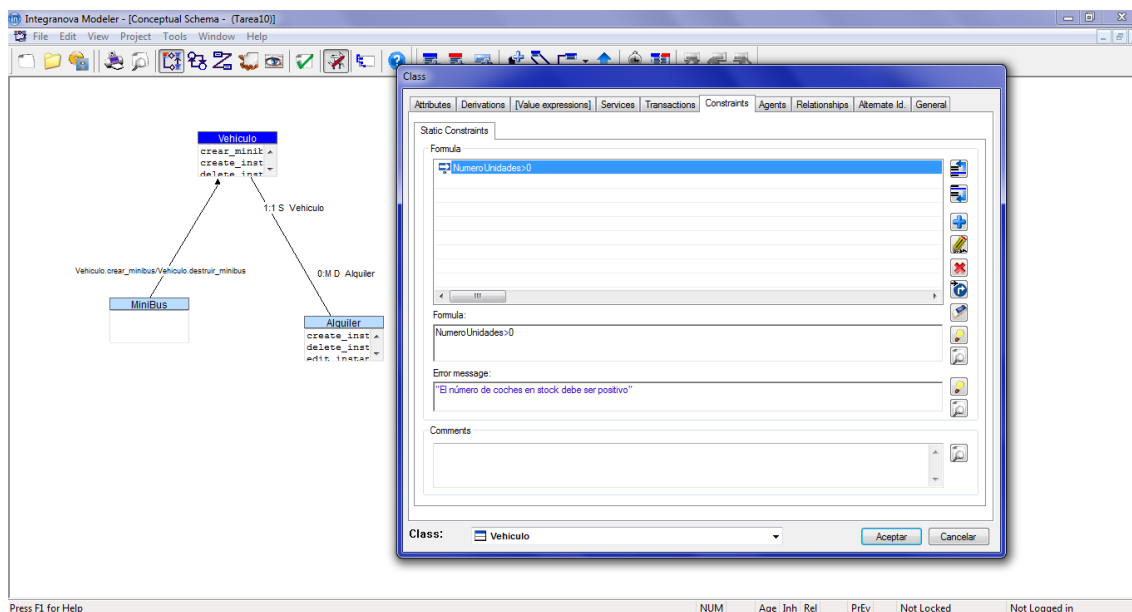 Integranova Modeler - [Conceptual Schema - (Tarea10)]
File Edit View Project Tools Window Help
Vehiculo
crear_minib
create_inst
delete_inst
1:1 S Vehiculo
Vehiculo.crear_minibus/Vehiculo.destruir_minibus
0:M D Alquiler
MiniBus
Alquiler
create_inst
delete_inst
edit_instan
Class
Attributes Derivations [Value expressions] Services Transactions Constraints Agents Relationships Alternate Id. General
Static Constraints
Formula
NumeroUnidades>0
Formula:
NumeroUnidades>0
Error message:
"El número de coches en stock debe ser positivo"
Comments
Class: Vehiculo
Aceptar Cancelar
Press F1 for Help NUM Age Inh Rel PrEv Not Locked Not Logged in